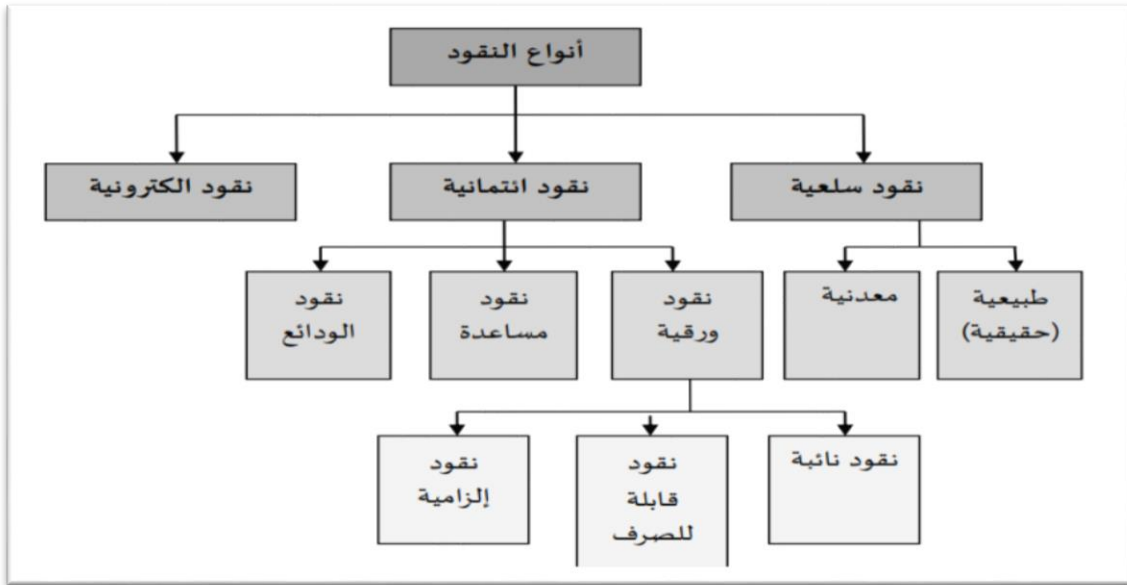 أنواع النقود
نقود سلعية
نقود ائتمانية
نقود الكترونية
طبيعية
(حقيقية)
معدنية
نقود
ورقية
نقود
مساعدة
نقود
الودائع
نقود نائبة
نقود
قابلة
للصرف
نقود
إلزامية